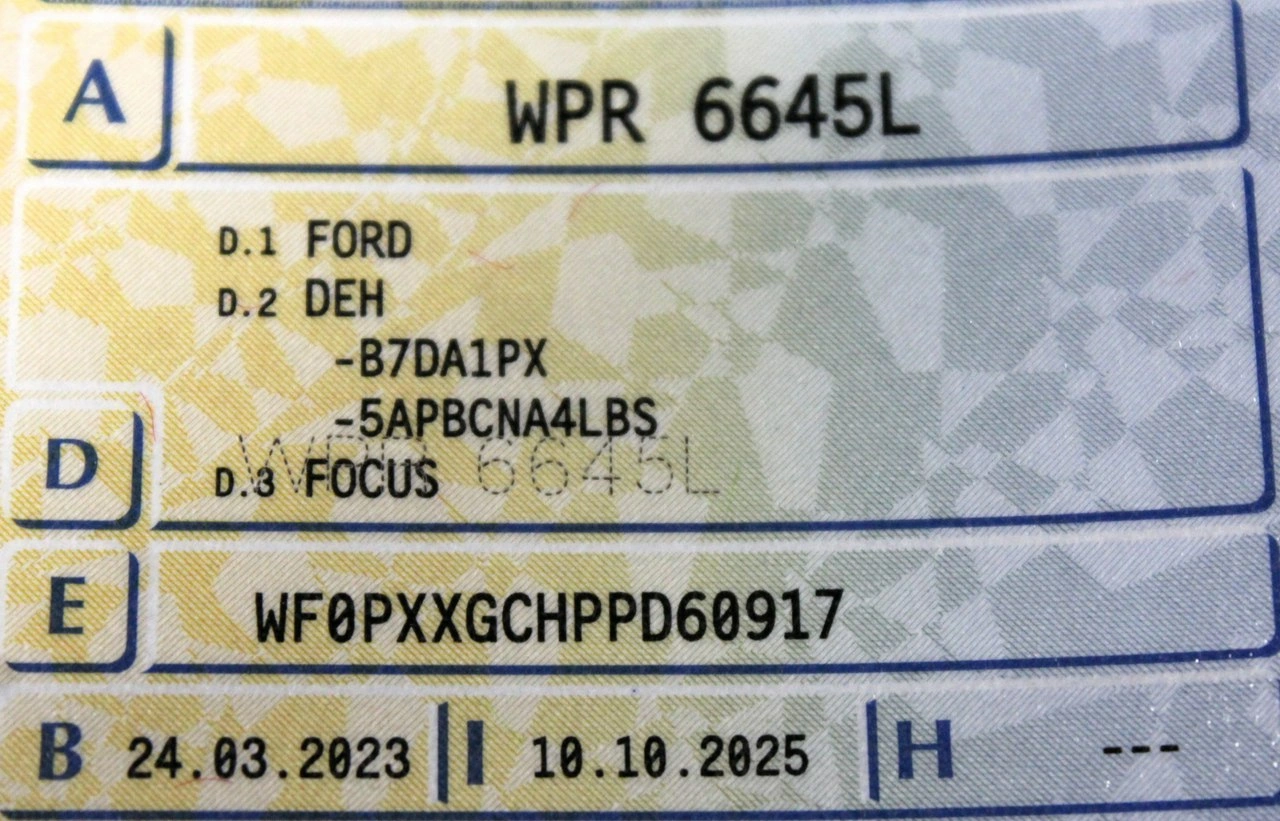 A WPR 6645L
D.1 FORD
D.2 DEH
-B7DA1PX
-5APBCNA4LBS
WPR 6645L
D D.3 FOCUS
E WF0PXXGCHPPD60917
B 24.03.2023 I 10.10.2025 H ---